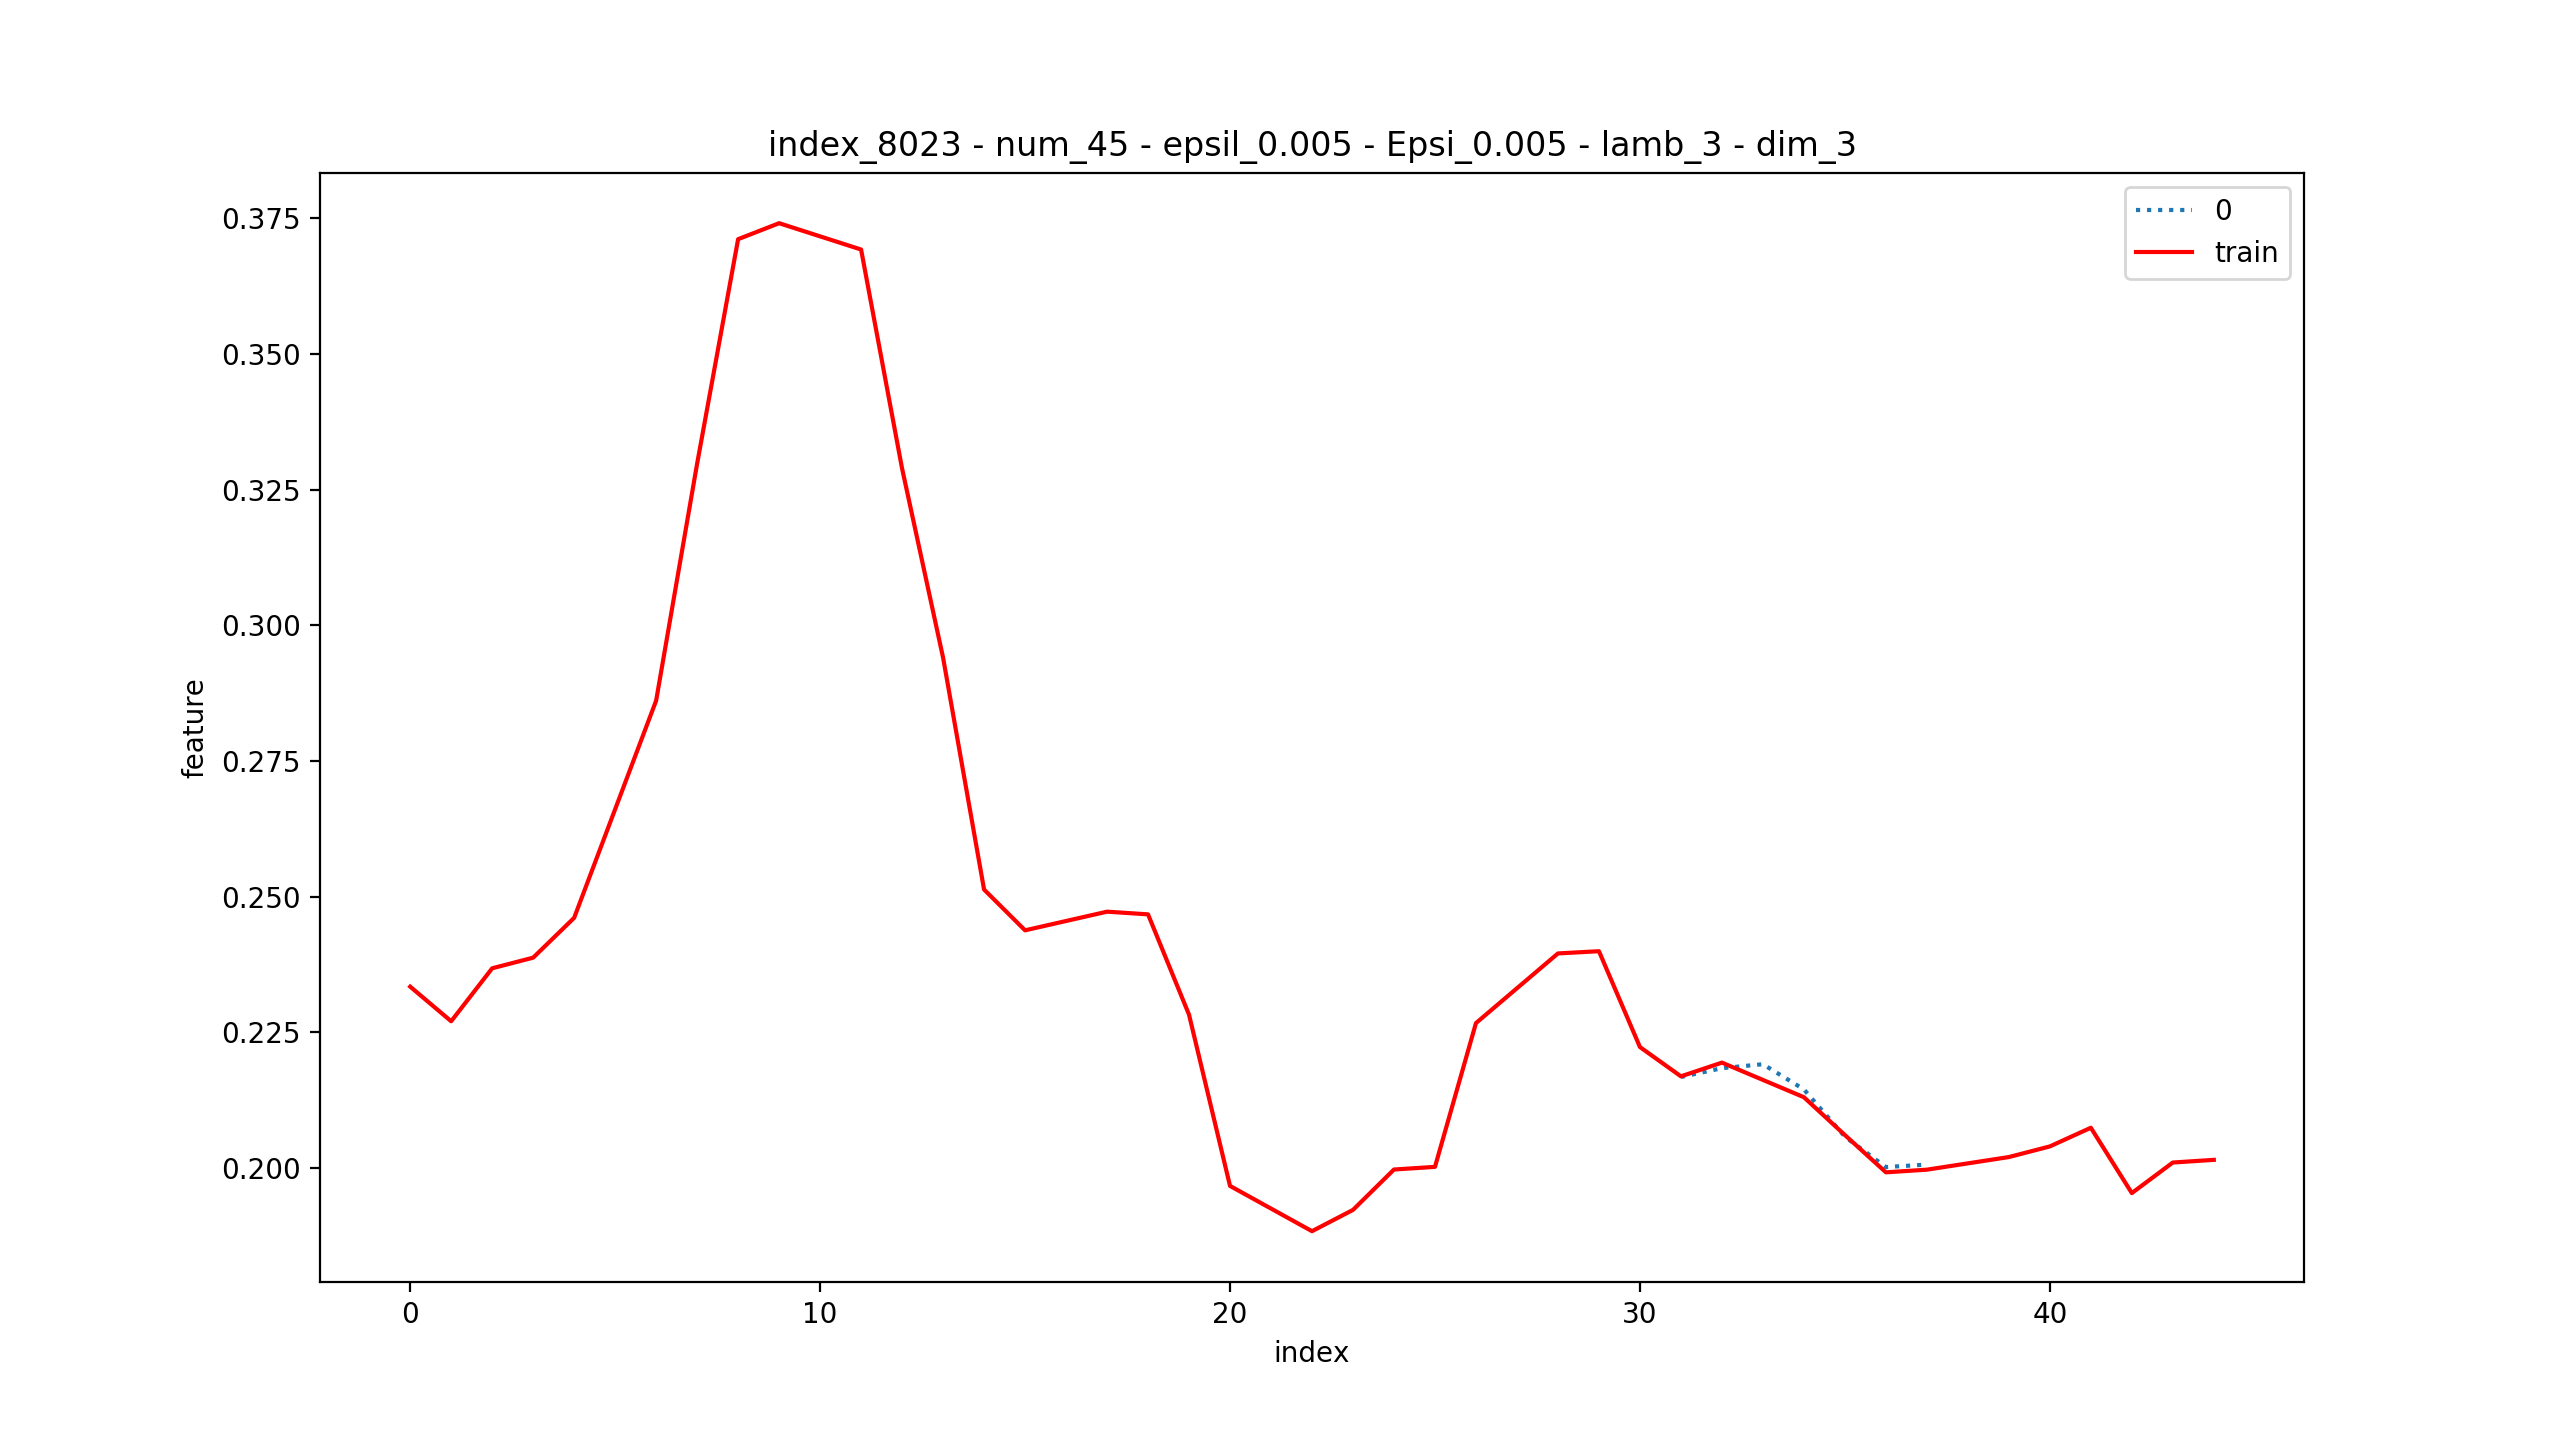 index_8023 - num_45 - epsil_0.005 - Epsi_0.005 - lamb_3 - dim_3
0
train
0.375
0.350
0.325
0.300
0.275
0.250
0.225
0.200
feature
0 10 20 30 40
index